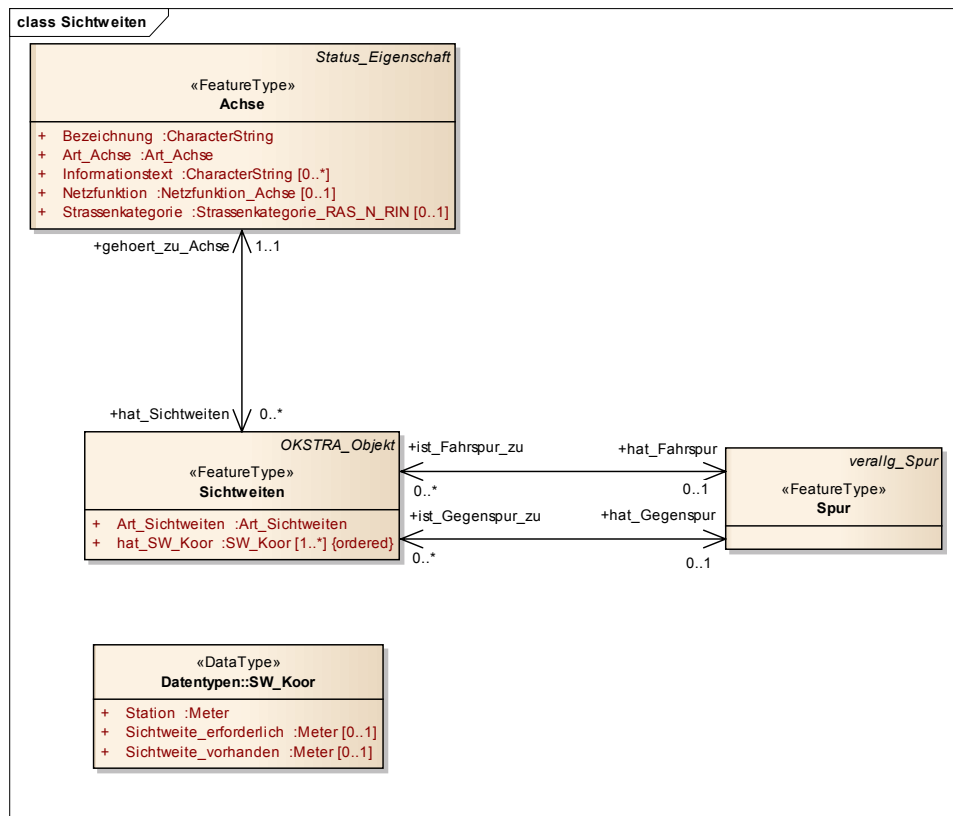 class Sichtweiten
Status_Eigenschaft
«FeatureType»
Achse
+ Bezeichnung :CharacterString
+ Art_Achse :Art_Achse
+ Informationstext :CharacterString [0..*]
+ Netzfunktion :Netzfunktion_Achse [0..1]
+ Strassenkategorie :Strassenkategorie_RAS_N_RIN [0..1]
+gehoert_zu_Achse 1..1
+hat_Sichtweiten 0..*
OKSTRA_Objekt
«FeatureType»
Sichtweiten
+ Art_Sichtweiten :Art_Sichtweiten
+ hat_SW_Koor :SW_Koor [1..*] {ordered}
+ist_Fahrspur_zu +hat_Fahrspur
0..* 0..1
+ist_Gegenspur_zu +hat_Gegenspur
0..* 0..1
verallg_Spur
«FeatureType»
Spur
«DataType»
Datentypen::SW_Koor
+ Station :Meter
+ Sichtweite_erforderlich :Meter [0..1]
+ Sichtweite_vorhanden :Meter [0..1]